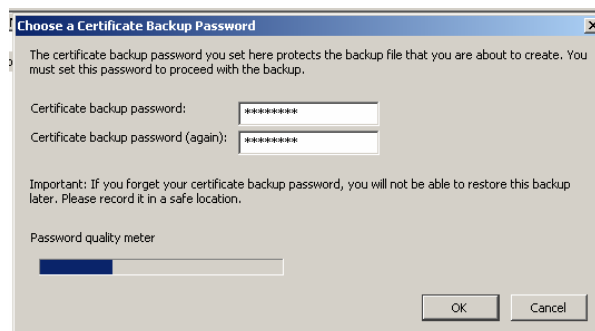 Choose a Certificate Backup Password
The certificate backup password you set here protects the backup file that you are about to create. You
must set this password to proceed with the backup.
Certificate backup password: ********
Certificate backup password (again): ********
Important: If you forget your certificate backup password, you will not be able to restore this backup
later. Please record it in a safe location.
Password quality meter
OK Cancel